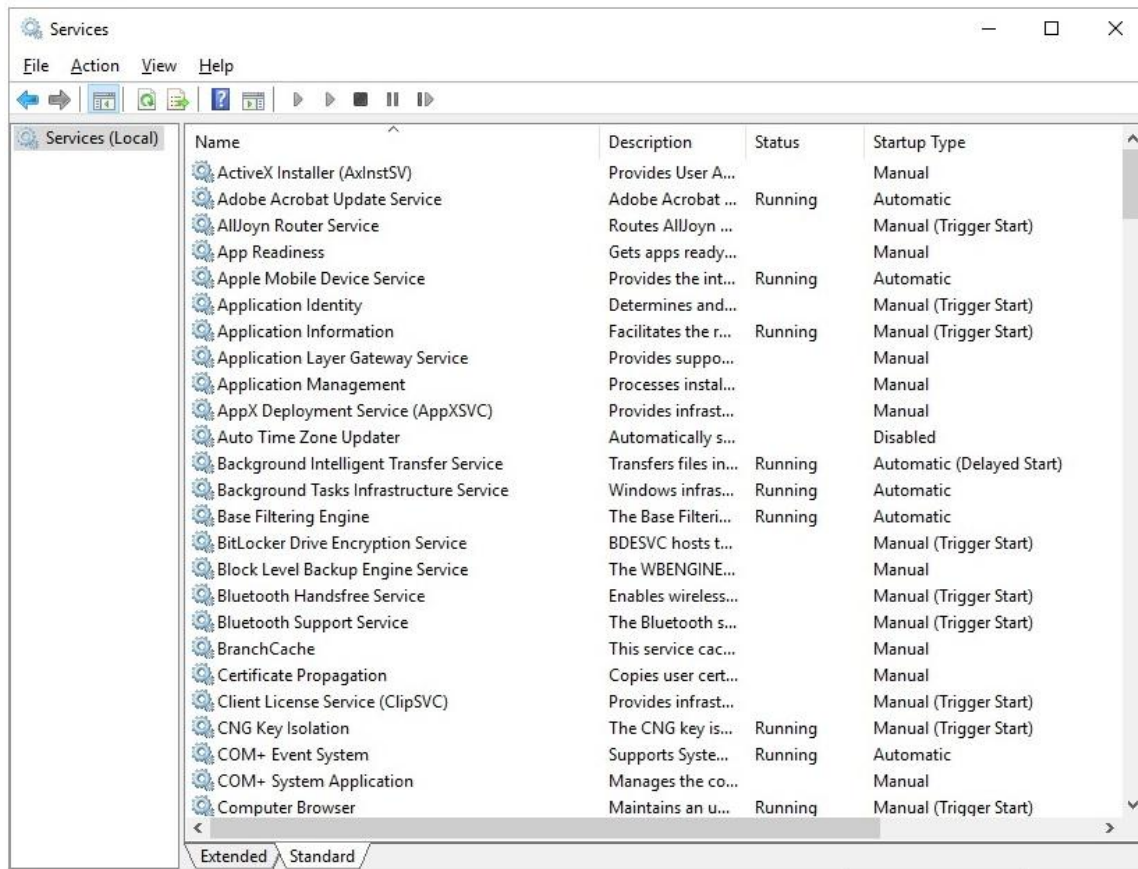 Services
File Action View Help
Services (Local)
Name Description Status Startup Type
ActiveX Installer (AxInstSV) Provides User A... Manual
Adobe Acrobat Update Service Adobe Acrobat ... Running Automatic
AllJoyn Router Service Routes AllJoyn ... Manual (Trigger Start)
App Readiness Gets apps ready... Manual
Apple Mobile Device Service Provides the int... Running Automatic
Application Identity Determines and... Manual (Trigger Start)
Application Information Facilitates the r... Running Manual (Trigger Start)
Application Layer Gateway Service Provides suppo... Manual
Application Management Processes instal... Manual
AppX Deployment Service (AppXSVC) Provides infrast... Manual
Auto Time Zone Updater Automatically s... Disabled
Background Intelligent Transfer Service Transfers files in... Running Automatic (Delayed Start)
Background Tasks Infrastructure Service Windows infras... Running Automatic
Base Filtering Engine The Base Filteri... Running Automatic
BitLocker Drive Encryption Service BDESVC hosts t... Manual (Trigger Start)
Block Level Backup Engine Service The WBENGINE... Manual
Bluetooth Handsfree Service Enables wireless... Manual (Trigger Start)
Bluetooth Support Service The Bluetooth s... Manual (Trigger Start)
BranchCache This service cac... Manual
Certificate Propagation Copies user cert... Manual
Client License Service (ClipSVC) Provides infrast... Manual (Trigger Start)
CNG Key Isolation The CNG key is... Running Manual (Trigger Start)
COM+ Event System Supports Syste... Running Automatic
COM+ System Application Manages the co... Manual
Computer Browser Maintains an u... Running Manual (Trigger Start)
Extended Standard